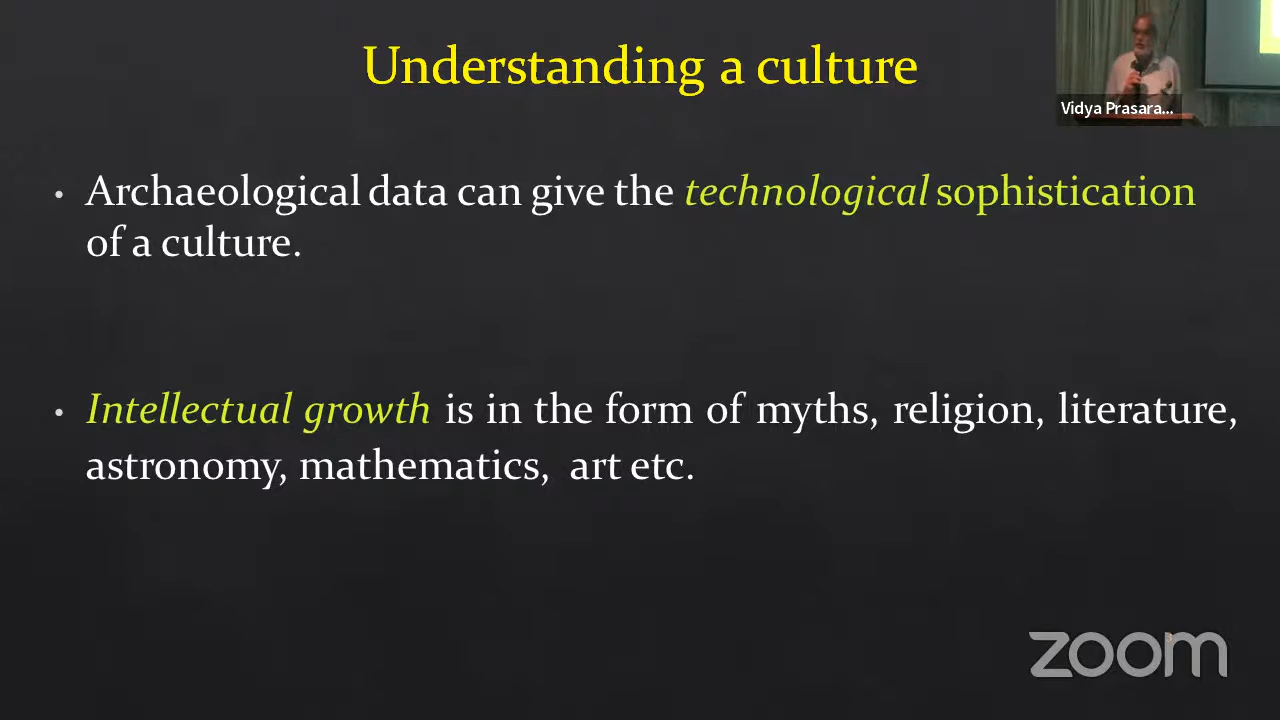 Understanding a culture
Vidya Prasara...
• Archaeological data can give the technological sophistication
of a culture.
• Intellectual growth is in the form of myths, religion, literature,
astronomy, mathematics, art etc.
zoom